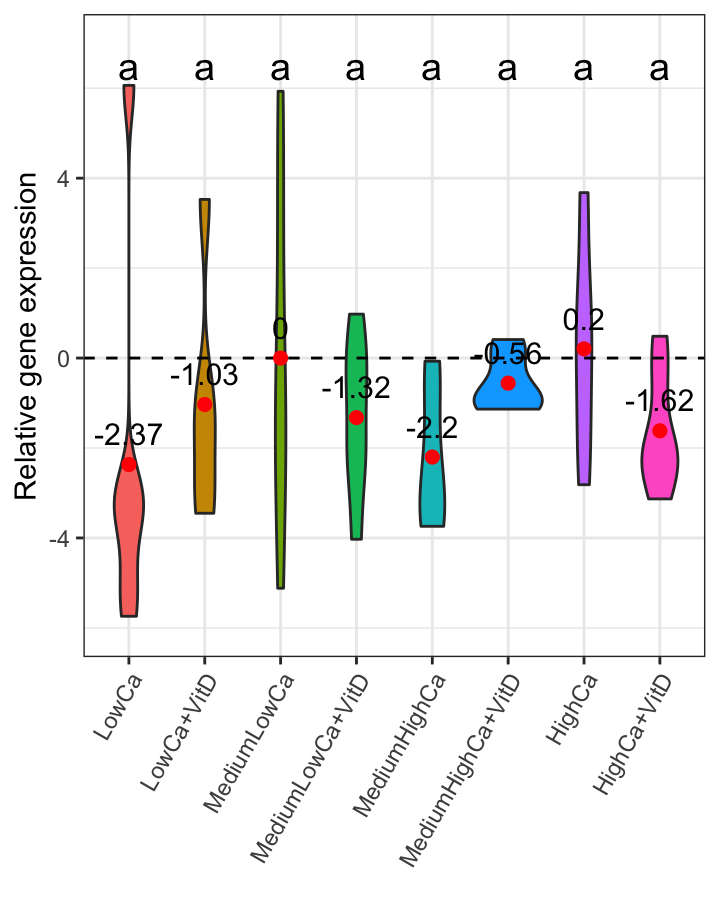 a a a a a a a a
Relative gene expression
4
0
-4
-2.37
-1.03
0
-1.32
-2.2
-0.56
0.2
-1.62
LowCa
LowCa+VitD
MediumLowCa
MediumLowCa+VitD
MediumHighCa
MediumHighCa+VitD
HighCa
HighCa+VitD